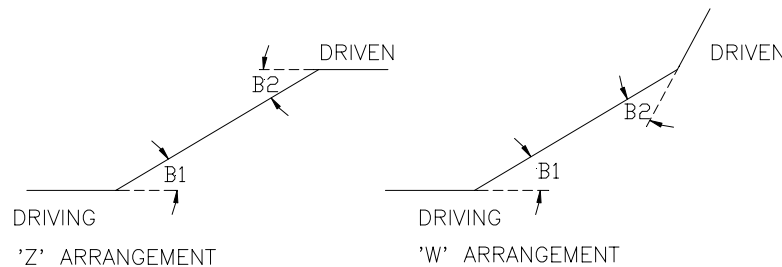 DRIVEN
B2
B1
DRIVING
'Z' ARRANGEMENT
DRIVEN
B2
B1
DRIVING
'W' ARRANGEMENT